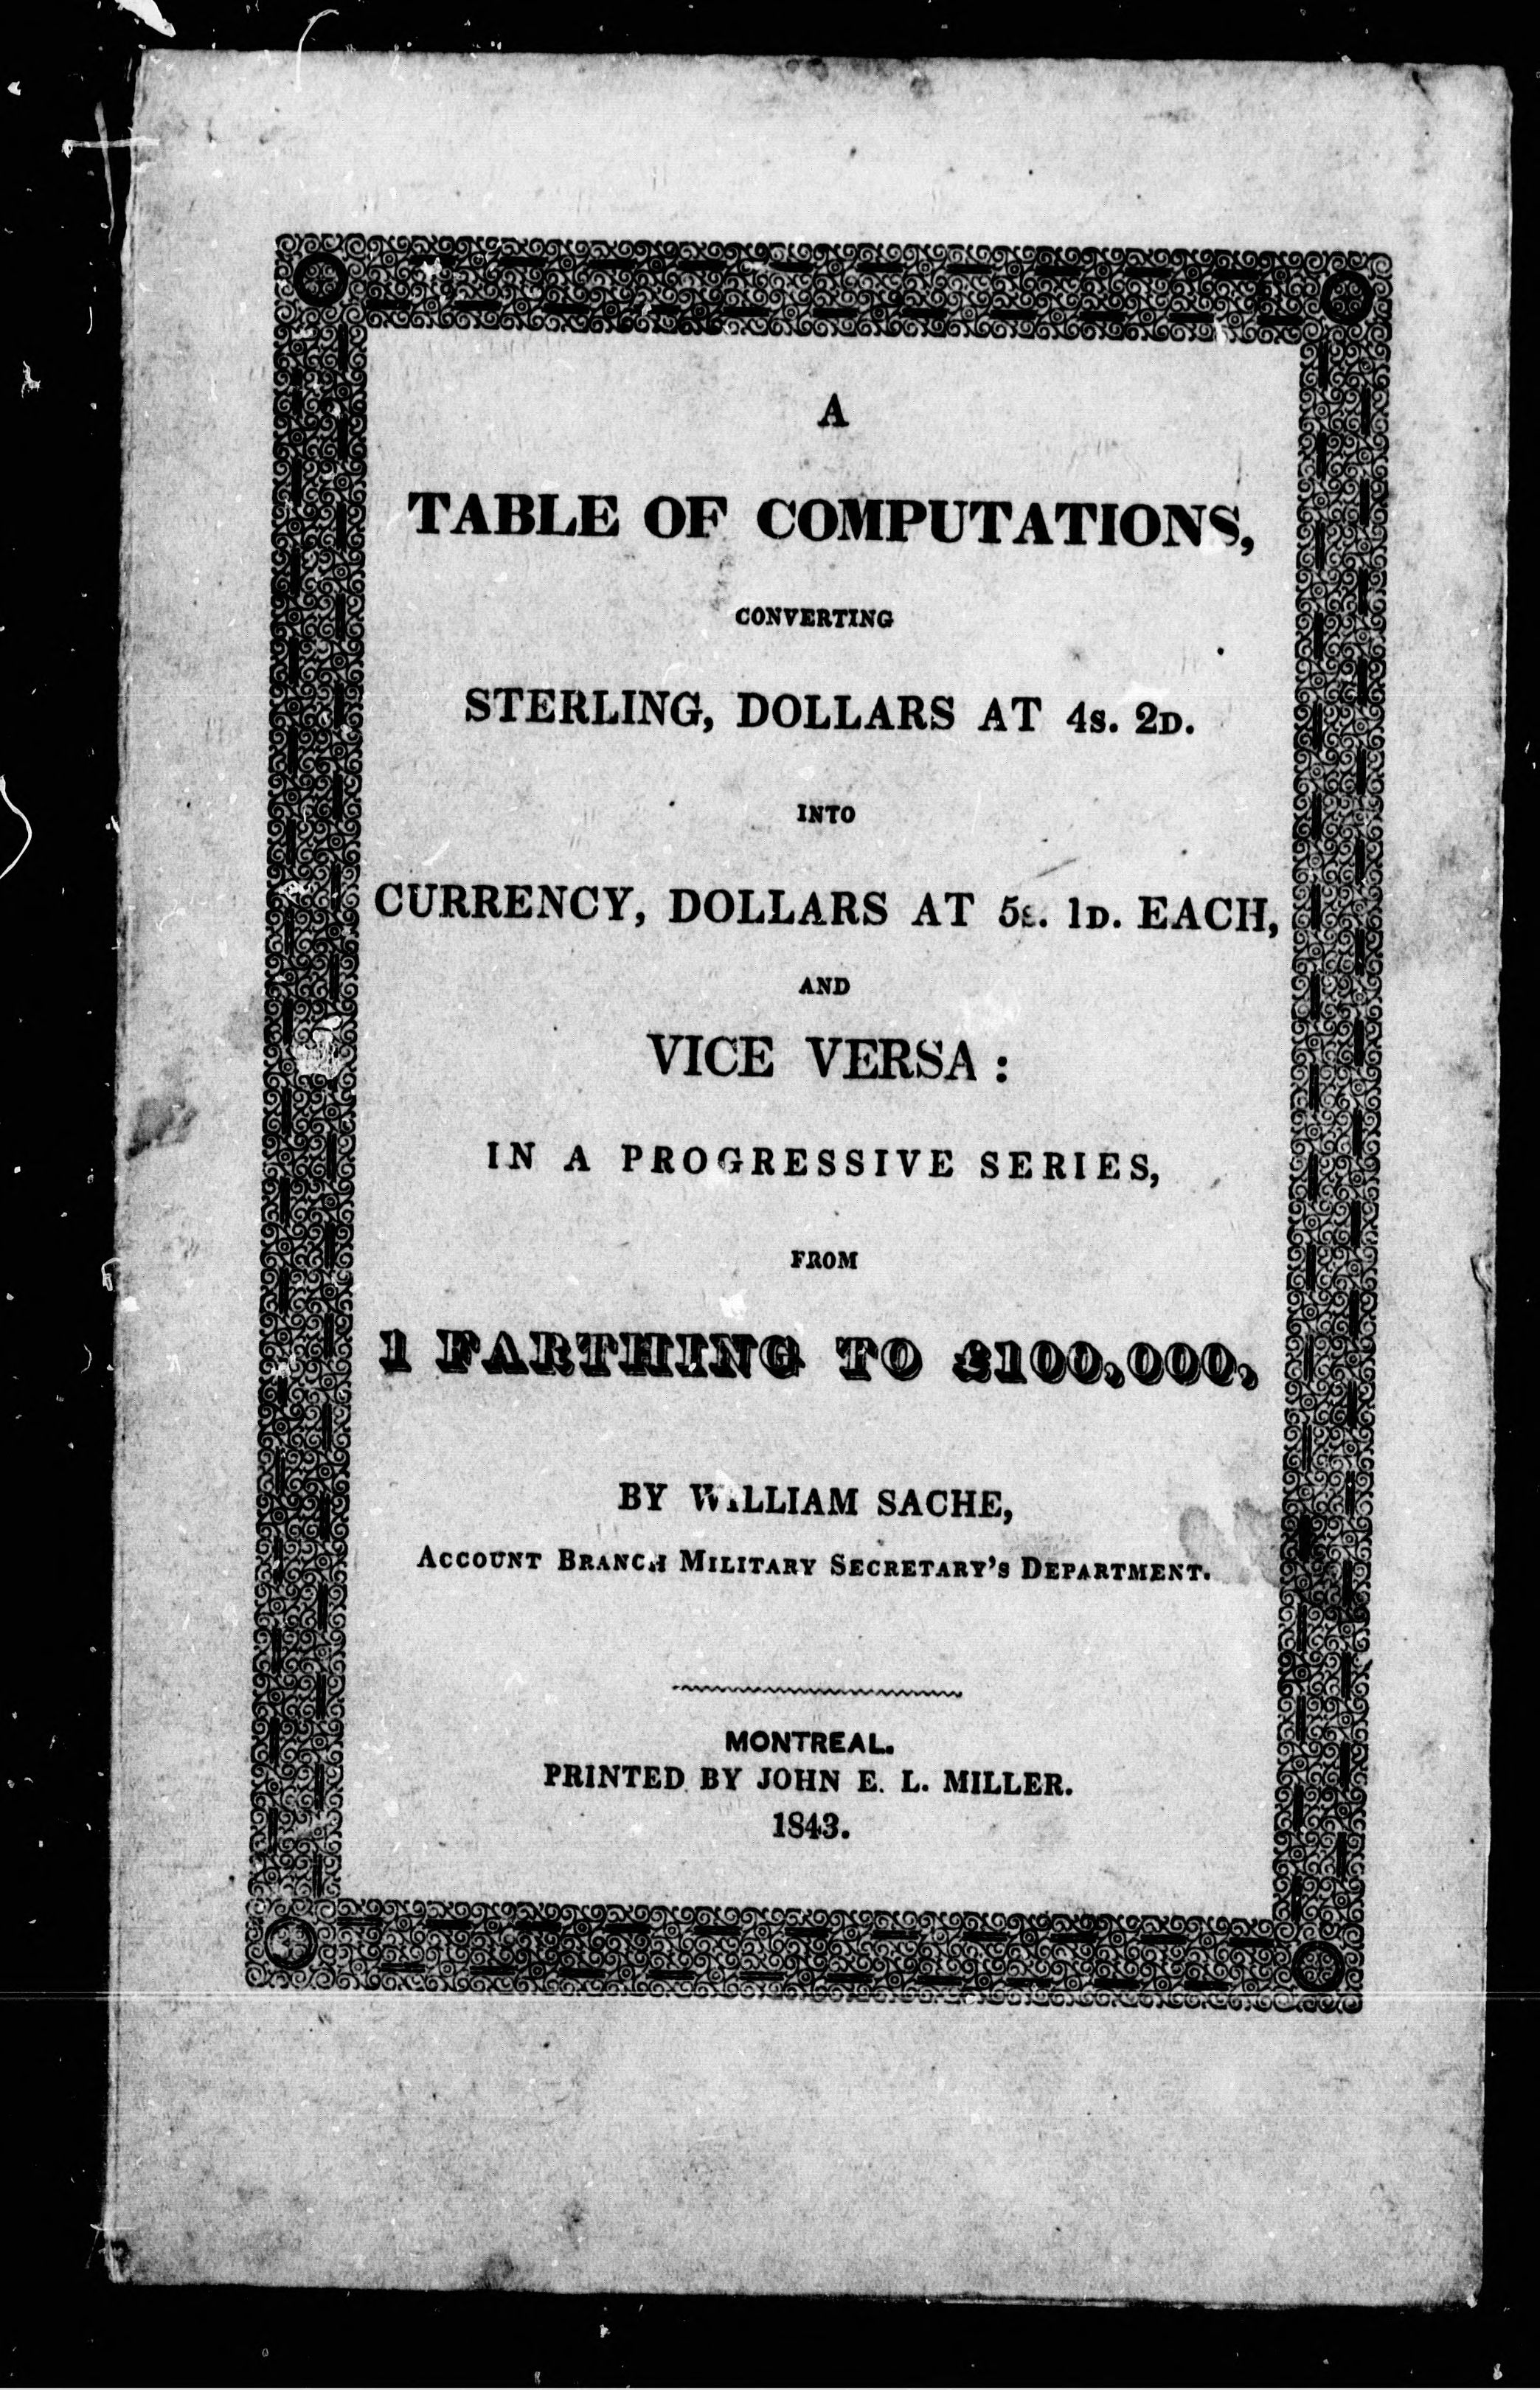 A
TABLE OF COMPUTATIONS,
CONVERTING
STERLING, DOLLARS AT 4S. 2D.
INTO
CURRENCY, DOLLARS AT 5S. 1D. EACH,
AND
VICE VERSA :
IN A PROGRESSIVE SERIES,
FROM
1 FARTHING TO £100,000,
BY WILLIAM SACHE,
ACCOUNT BRANCH MILITARY SECRETARY'S DEPARTMENT.
MONTREAL.
PRINTED BY JOHN E. L. MILLER.
1843.